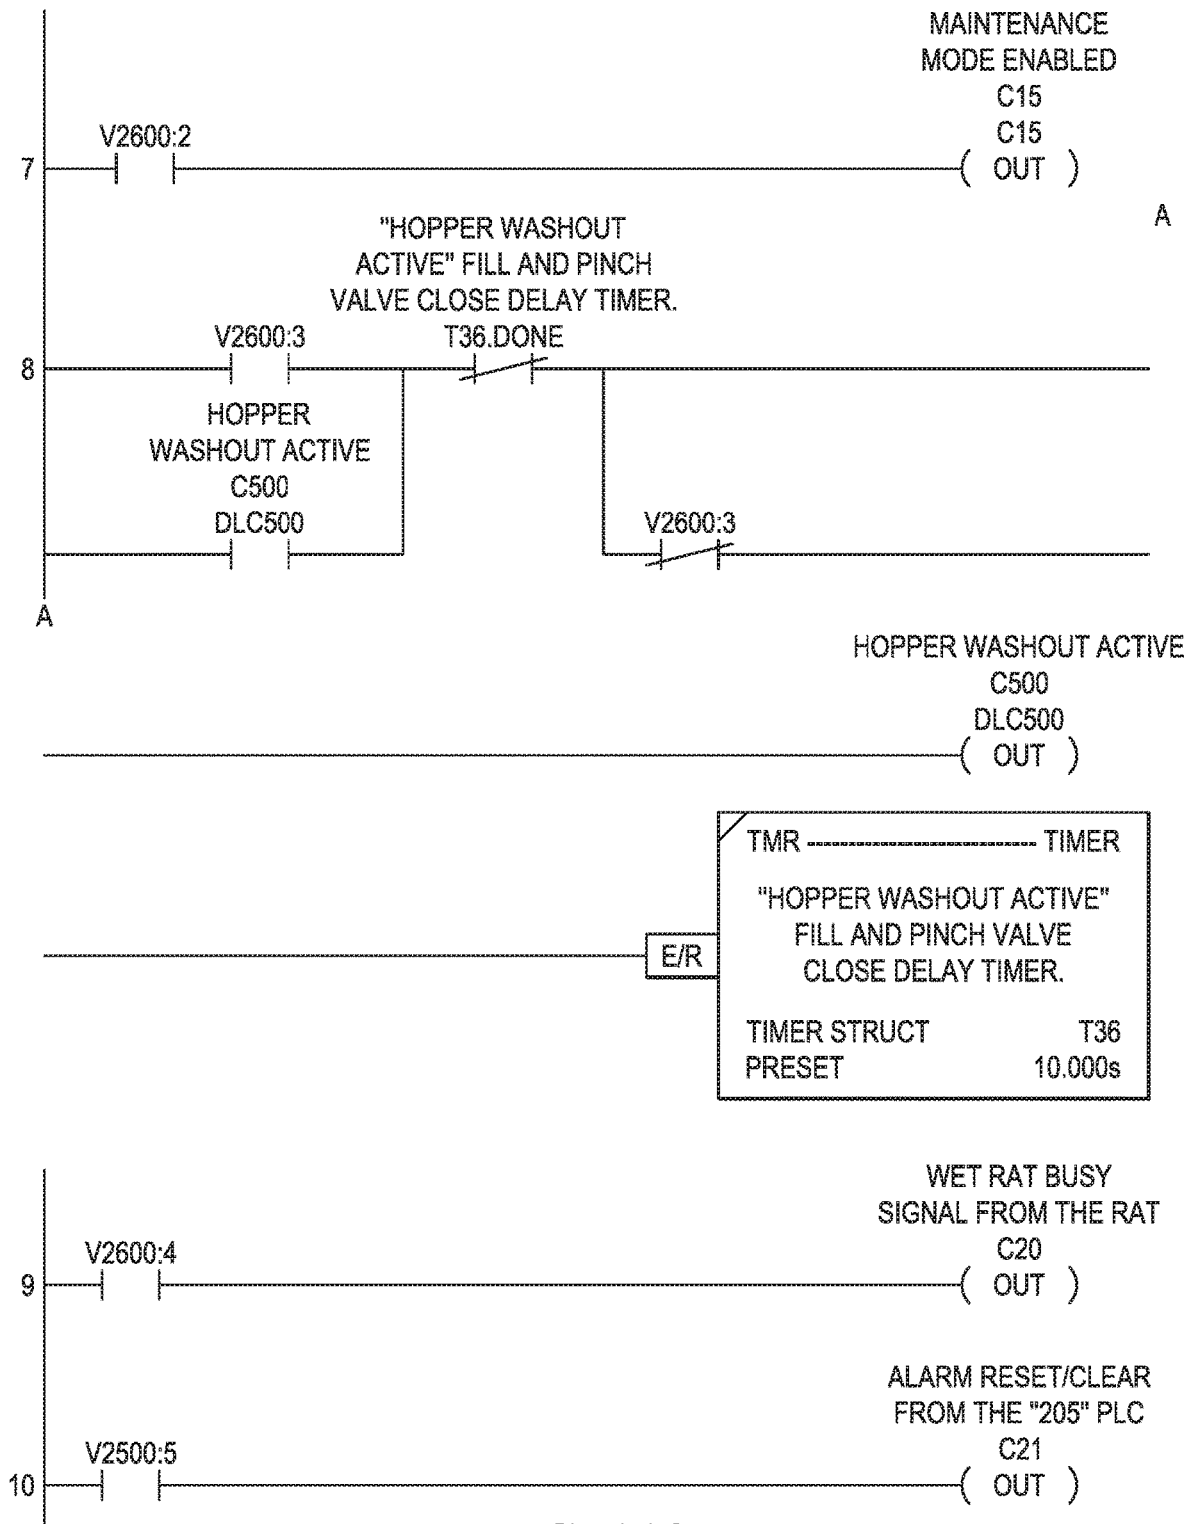 MAINTENANCE
MODE ENABLED
C15
C15
V2600:2
7
( OUT )
A
"HOPPER WASHOUT
ACTIVE" FILL AND PINCH
VALVE CLOSE DELAY TIMER.
V2600:3
T36.DONE
8
HOPPER
WASHOUT ACTIVE
C500
DLC500
V2600:3
A
HOPPER WASHOUT ACTIVE
C500
DLC500
( OUT )
TMR TIMER
"HOPPER WASHOUT ACTIVE"
FILL AND PINCH VALVE
CLOSE DELAY TIMER.
E/R
TIMER STRUCT T36
PRESET 10.000s
WET RAT BUSY
SIGNAL FROM THE RAT
C20
V2600:4
9
( OUT )
ALARM RESET/CLEAR
FROM THE "205" PLC
C21
V2500:5
10
( OUT )